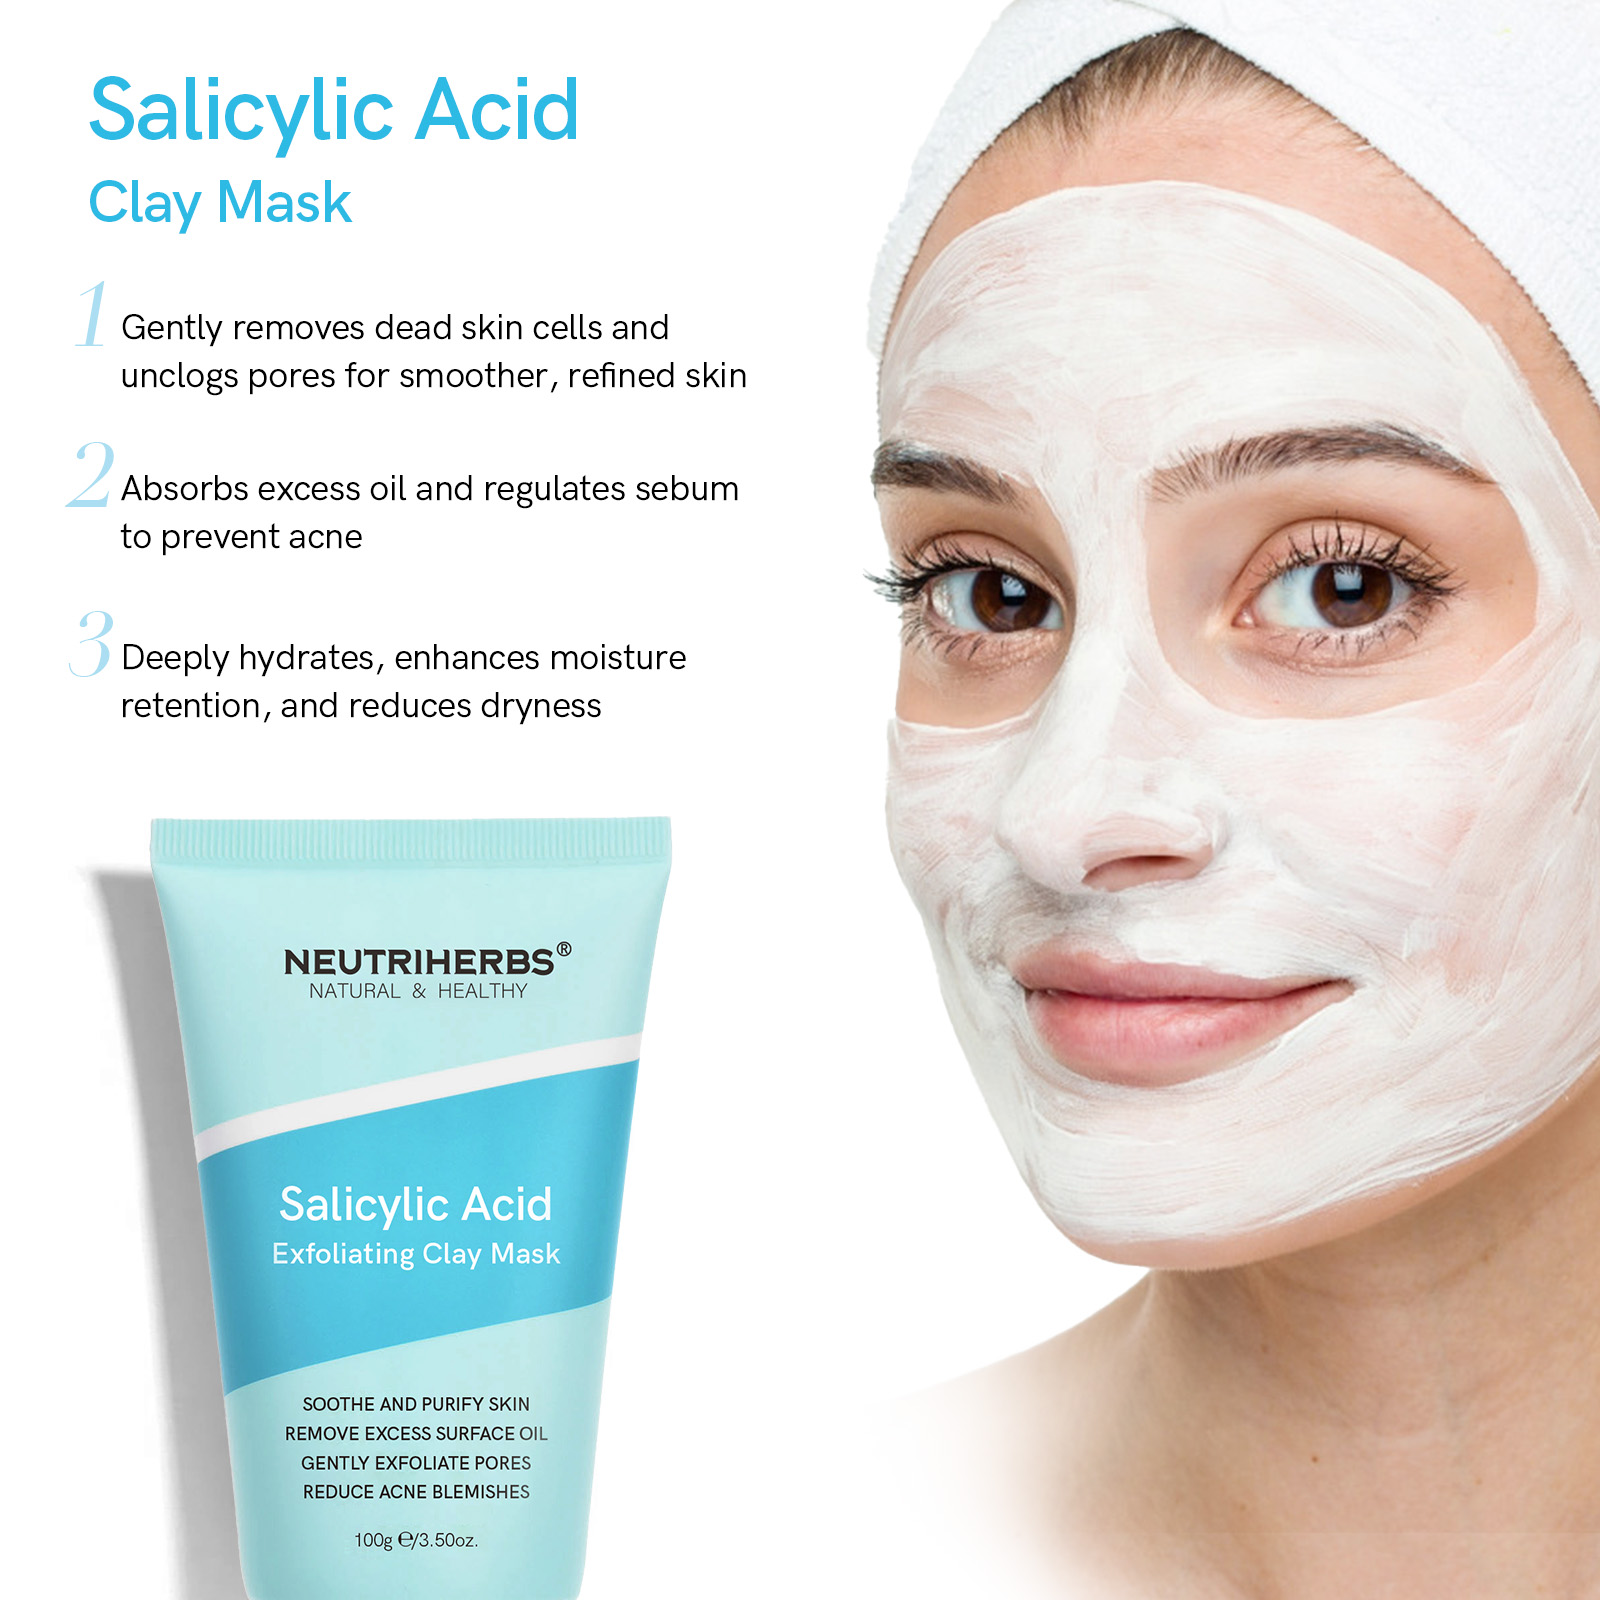 Salicylic Acid
Clay Mask
1
Gently removes dead skin cells and
unclogs pores for smoother, refined skin
2
Absorbs excess oil and regulates sebum
to prevent acne
3
Deeply hydrates, enhances moisture
retention, and reduces dryness
NEUTRIHERBS®
NATURAL & HEALTHY
Salicylic Acid
Exfoliating Clay Mask
SOOTHE AND PURIFY SKIN
REMOVE EXCESS SURFACE OIL
GENTLY EXFOLIATE PORES
REDUCE ACNE BLEMISHES
100g ℮/3.50oz.